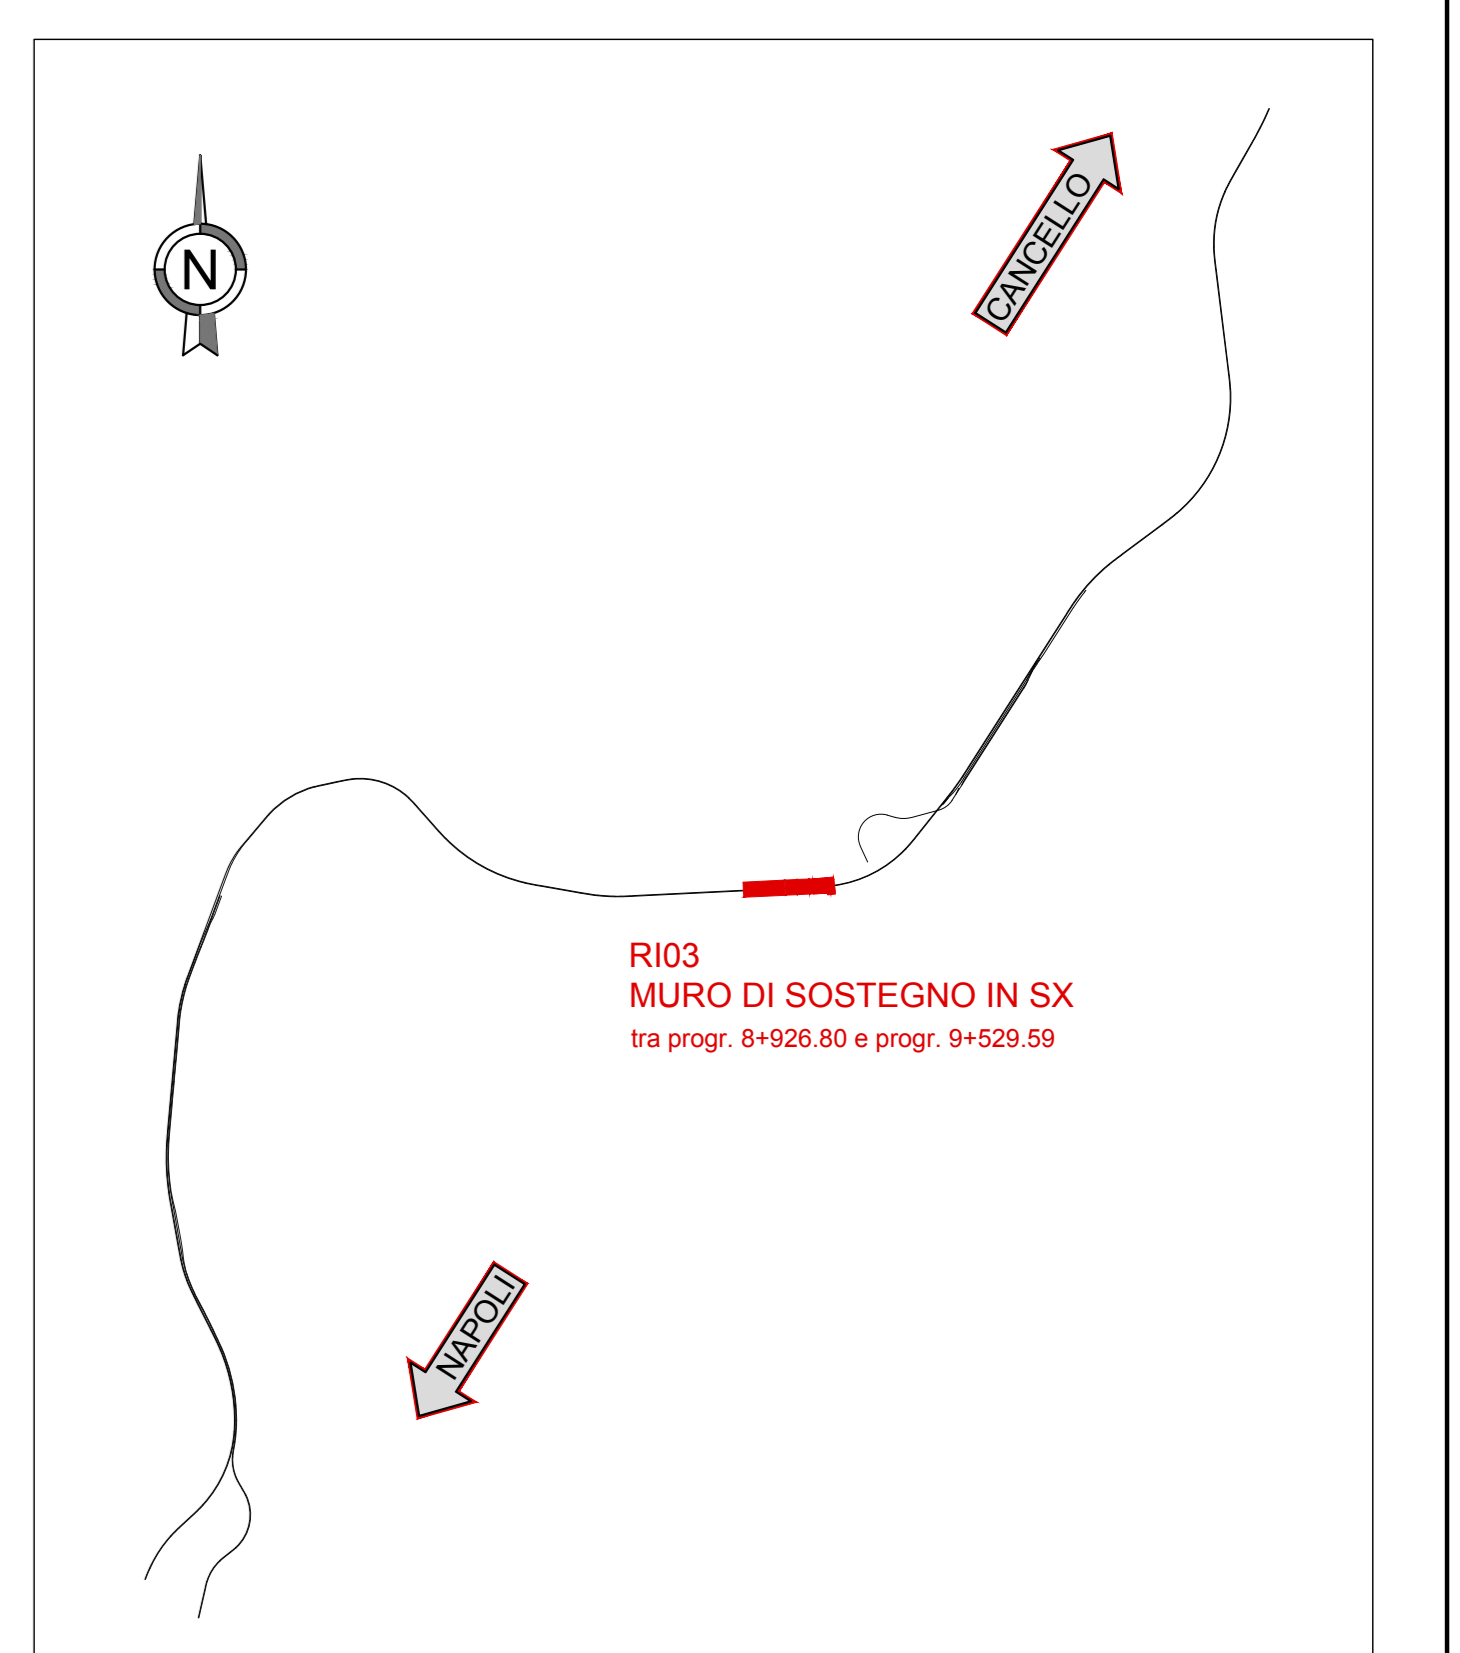 CANCELLO
N
RI03
MURO DI SOSTEGNO IN SX
tra progr. 8+926.80 e progr. 9+529.59
NAPOLI